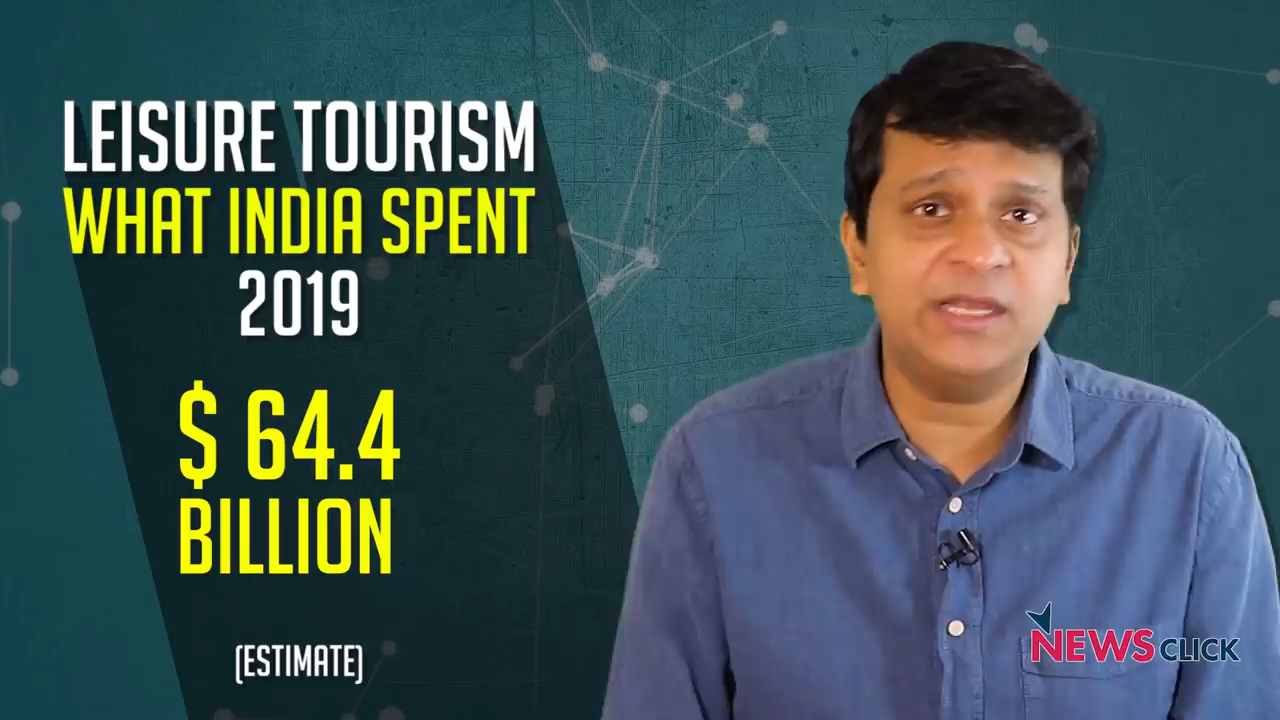 LEISURE TOURISM
WHAT INDIA SPENT
2019
$ 64.4
BILLION
(ESTIMATE)
NEWSCLICK